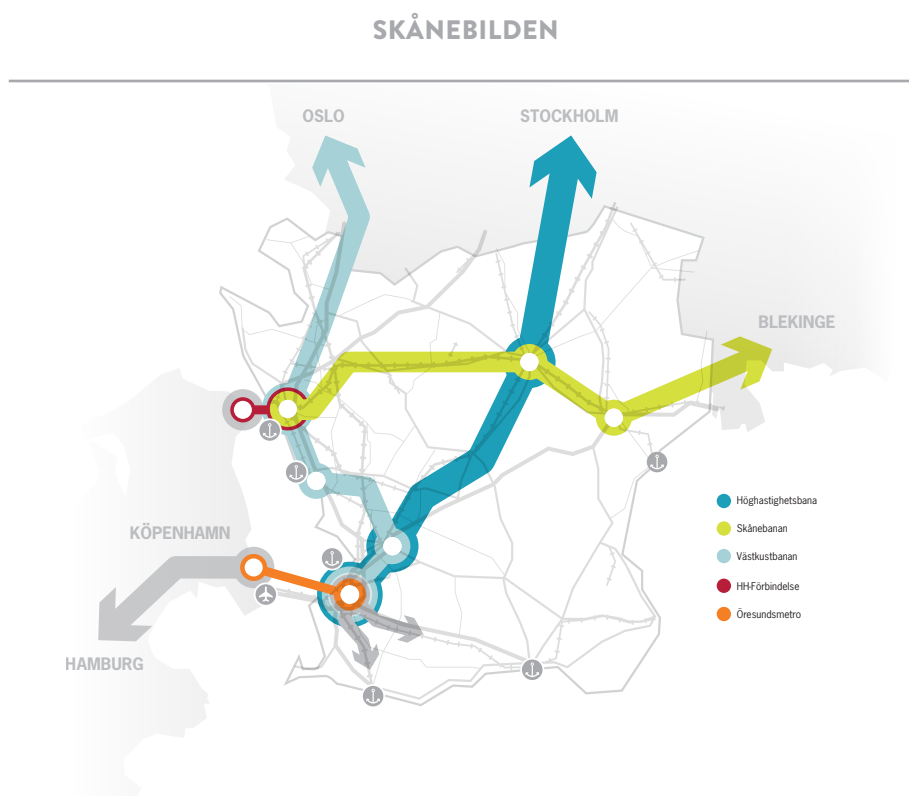 SKÅNEBILDEN
OSLO
STOCKHOLM
BLEKINGE
Höghastighetsbana
Skånebanan
KÖPENHAMN
Västkustbanan
HH-Förbindelse
Öresundsmetro
HAMBURG